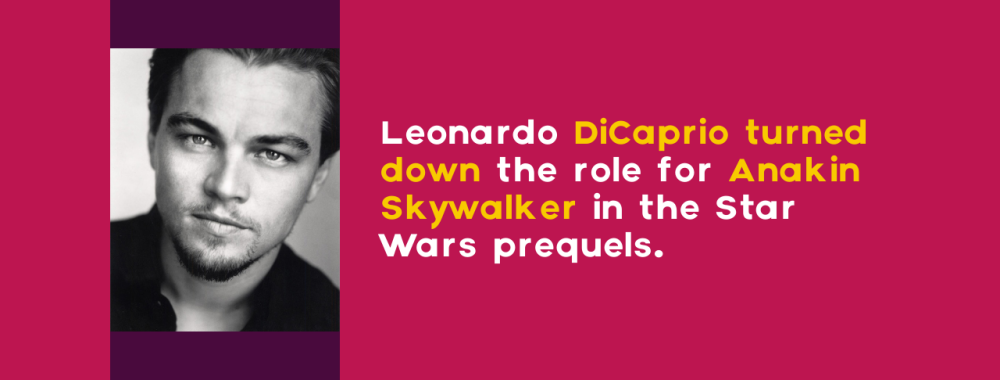 Leonardo DiCaprio turned
down the role for Anakin
Skywalker in the Star
Wars prequels.